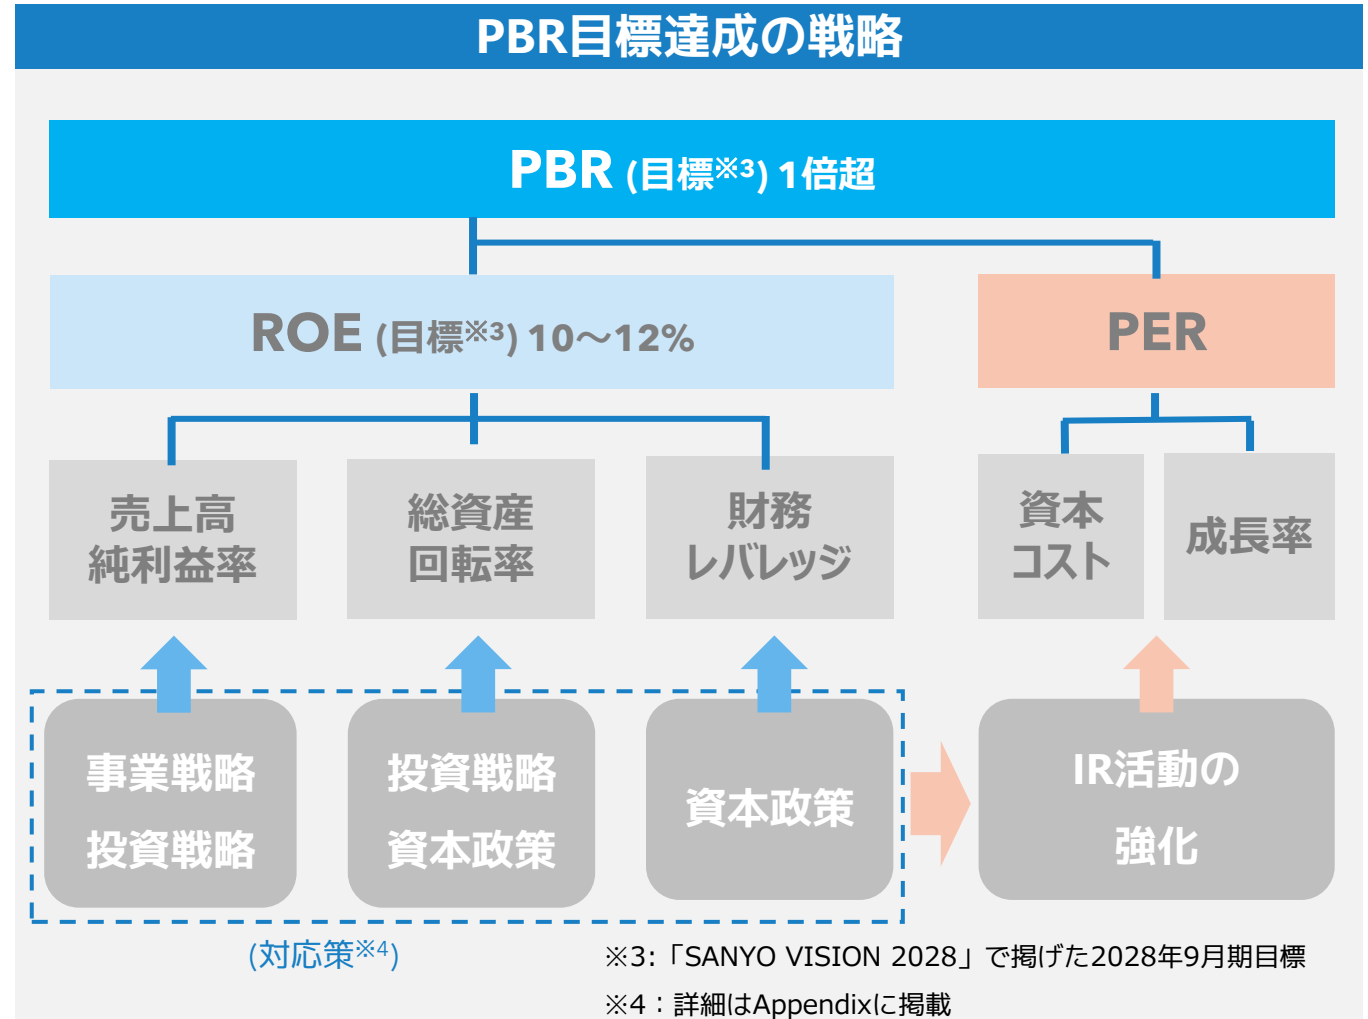 PBR目標達成の戦略
PBR (目標※3) 1倍超
ROE (目標※3) 10～12%
PER
売上高
純利益率
総資産
回転率
財務
レバレッジ
資本
コスト
成長率
事業戦略
投資戦略
投資戦略
資本政策
資本政策
IR活動の
強化
(対応策※4)
※3:「SANYO VISION 2028」で掲げた2028年9月期目標
※4：詳細はAppendixに掲載